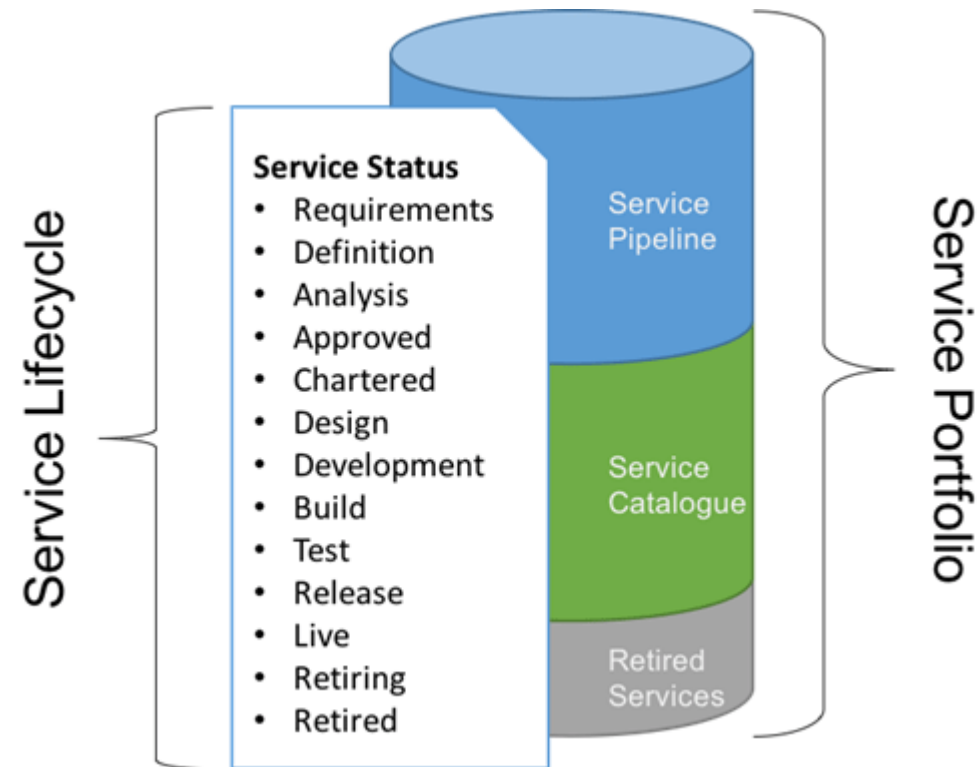 Service Lifecycle
Service Status
• Requirements
• Definition
• Analysis
• Approved
• Chartered
• Design
• Development
• Build
• Test
• Release
• Live
• Retiring
• Retired
Service
Pipeline
Service
Catalogue
Retired
Services
Service Portfolio